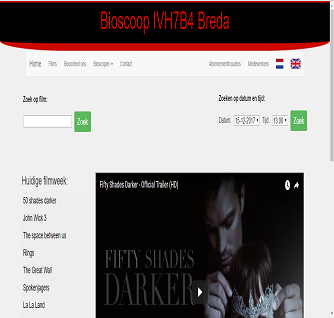 Bioscoop IVH7B4 Breda
Home Films Beoordeel ons Bioscopen Contact Abonnementhouders Medewerkers
Zoek op film:
Zoek
Zoeken op datum en tijd:
Datum 15-12-2017 Tijd 13:00 Zoek
Huidige filmweek:
50 shades darker
John Wick 3
The space between us
Rings
The Great Wall
Spokenjagers
La La Land
Fifty Shades Darker - Official Trailer (HD)
FIFTY SHADES
DARKER